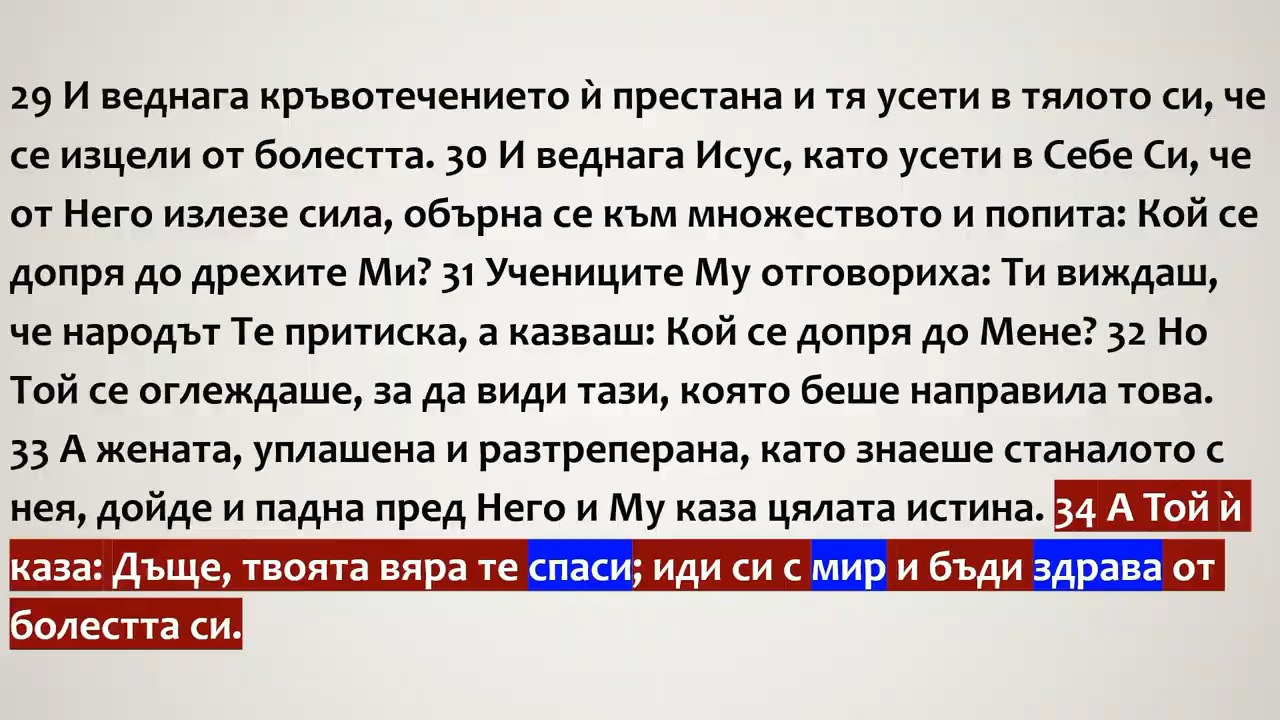 29 И веднага кръвотечението ѝ престана и тя усети в тялото си, че
се изцели от болестта. 30 И веднага Исус, като усети в Себе Си, че
от Него излезе сила, обърна се към множеството и попита: Кой се
допря до дрехите Ми? 31 Учениците Му отговориха: Ти виждаш,
че народът Те притиска, а казваш: Кой се допря до Мене? 32 Но
Той се оглеждаше, за да види тази, която беше направила това.
33 А жената, уплашена и разтреперана, като знаеше станалото с
нея, дойде и падна пред Него и Му каза цялата истина. 34 А Той ѝ
каза: Дъще, твоята вяра те спаси; иди си с мир и бъди здрава от
болестта си.